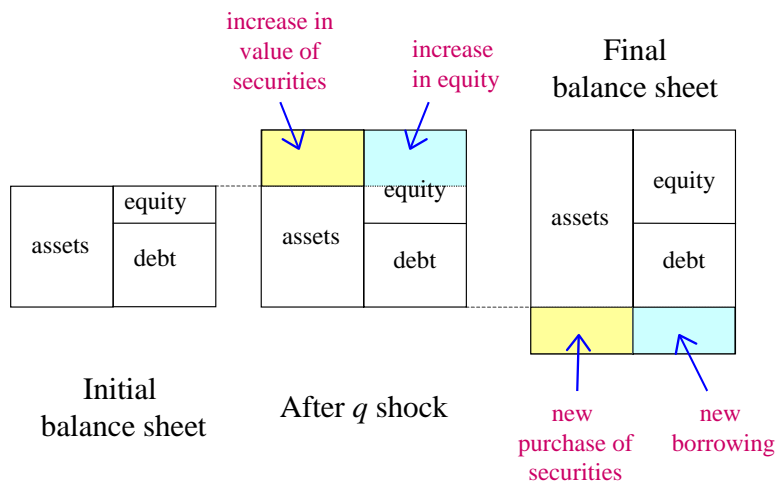 increase in
value of
securities
increase
in equity
Final
balance sheet
assets
equity
debt
assets
equity
debt
assets
equity
debt
Initial
balance sheet
After q shock
new
purchase of
securities
new
borrowing